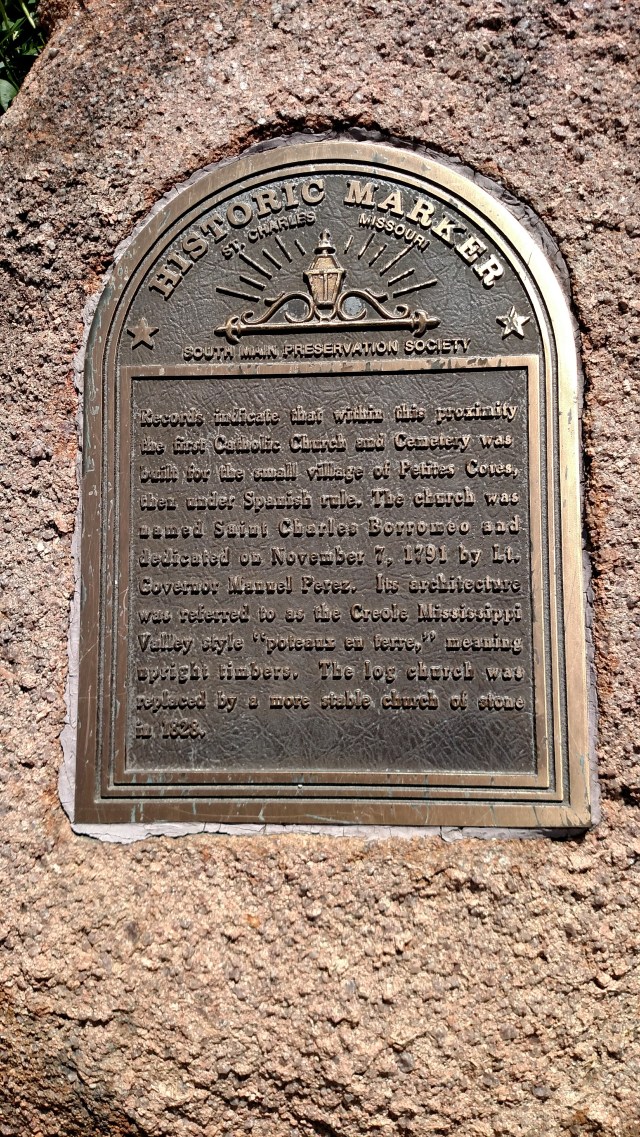 HISTORIC MARKER
ST. CHARLES MISSOURI
SOUTH MAIN PRESERVATION SOCIETY
Records indicate that within this proximity
the first Catholic Church and Cemetery was
built for the small village of Petites Cotes,
then under Spanish rule. The church was
named Saint Charles Borromeo and
dedicated on November 7, 1791 by Lt.
Governor Manuel Perez. Its architecture
was referred to as the Creole Mississippi
Valley style "poteaux en terre," meaning
upright timbers. The log church was
replaced by a more stable church of stone
in 1828.